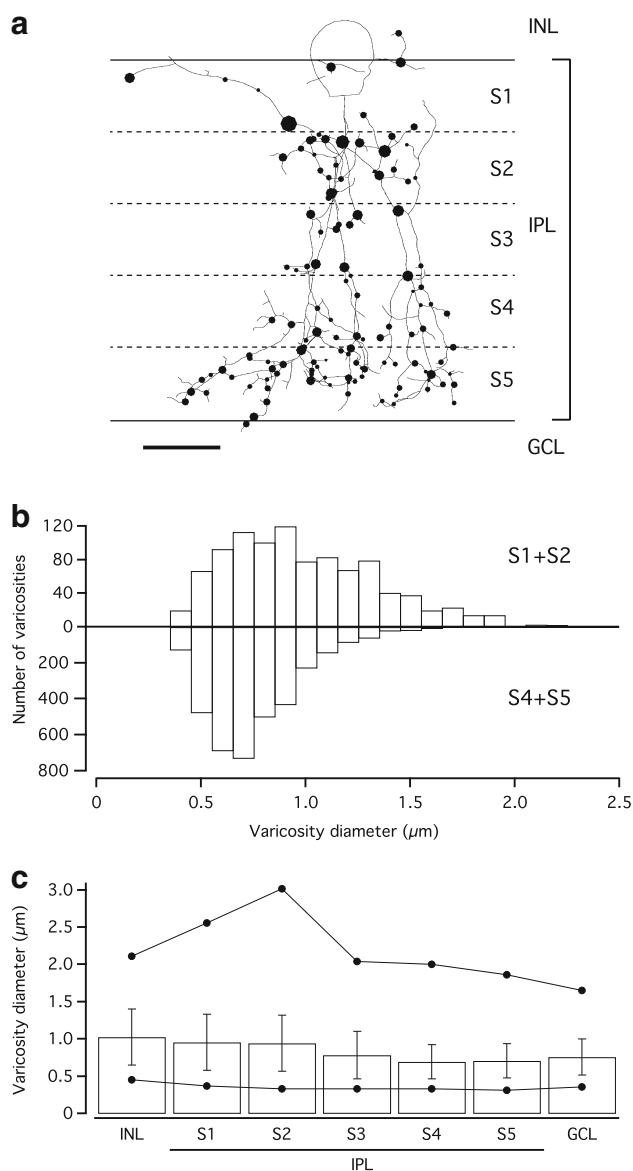 a
INL
S1
S2
S3
IPL
S4
S5
GCL
b
120
80
40
0
200
400
600
800
Number of varicosities
S1+S2
S4+S5
0 0.5 1.0 1.5 2.0 2.5
Varicosity diameter (µm)
c
3.0
2.5
2.0
1.5
1.0
0.5
0
Varicosity diameter (µm)
INL S1 S2 S3 S4 S5 GCL
IPL